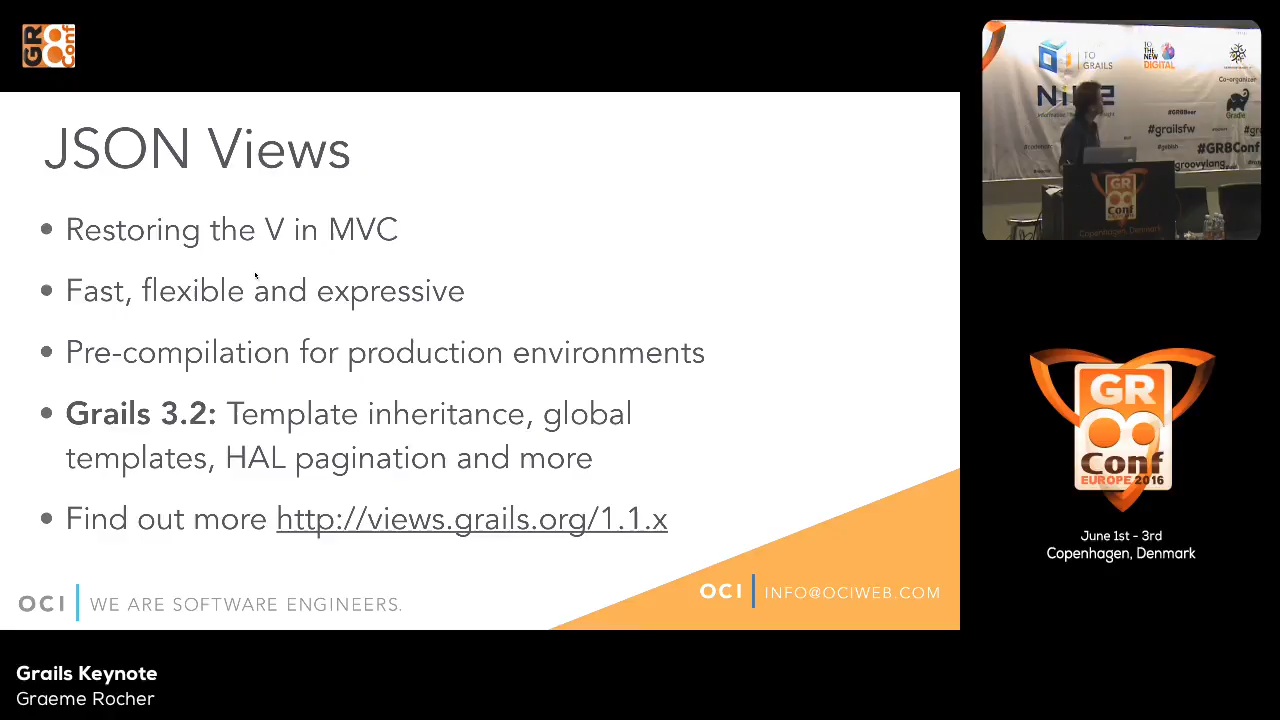 GR8 Conf
JSON Views
• Restoring the V in MVC
• Fast, flexible and expressive
• Pre-compilation for production environments
• Grails 3.2: Template inheritance, global
templates, HAL pagination and more
• Find out more http://views.grails.org/1.1.x
OCI | WE ARE SOFTWARE ENGINEERS.
OCI | INFO@OCIWEB.COM
Grails Keynote
Graeme Rocher
TO
GRAILS
TO
THE
NEW
DIGITAL
Co-organizer
Gradle
#GR8Beer
#grailsfw
#GR8Conf
groovylang
GR
Conf
Copenhagen, Denmark
GR
8
Conf
EUROPE 2016
June 1st - 3rd
Copenhagen, Denmark